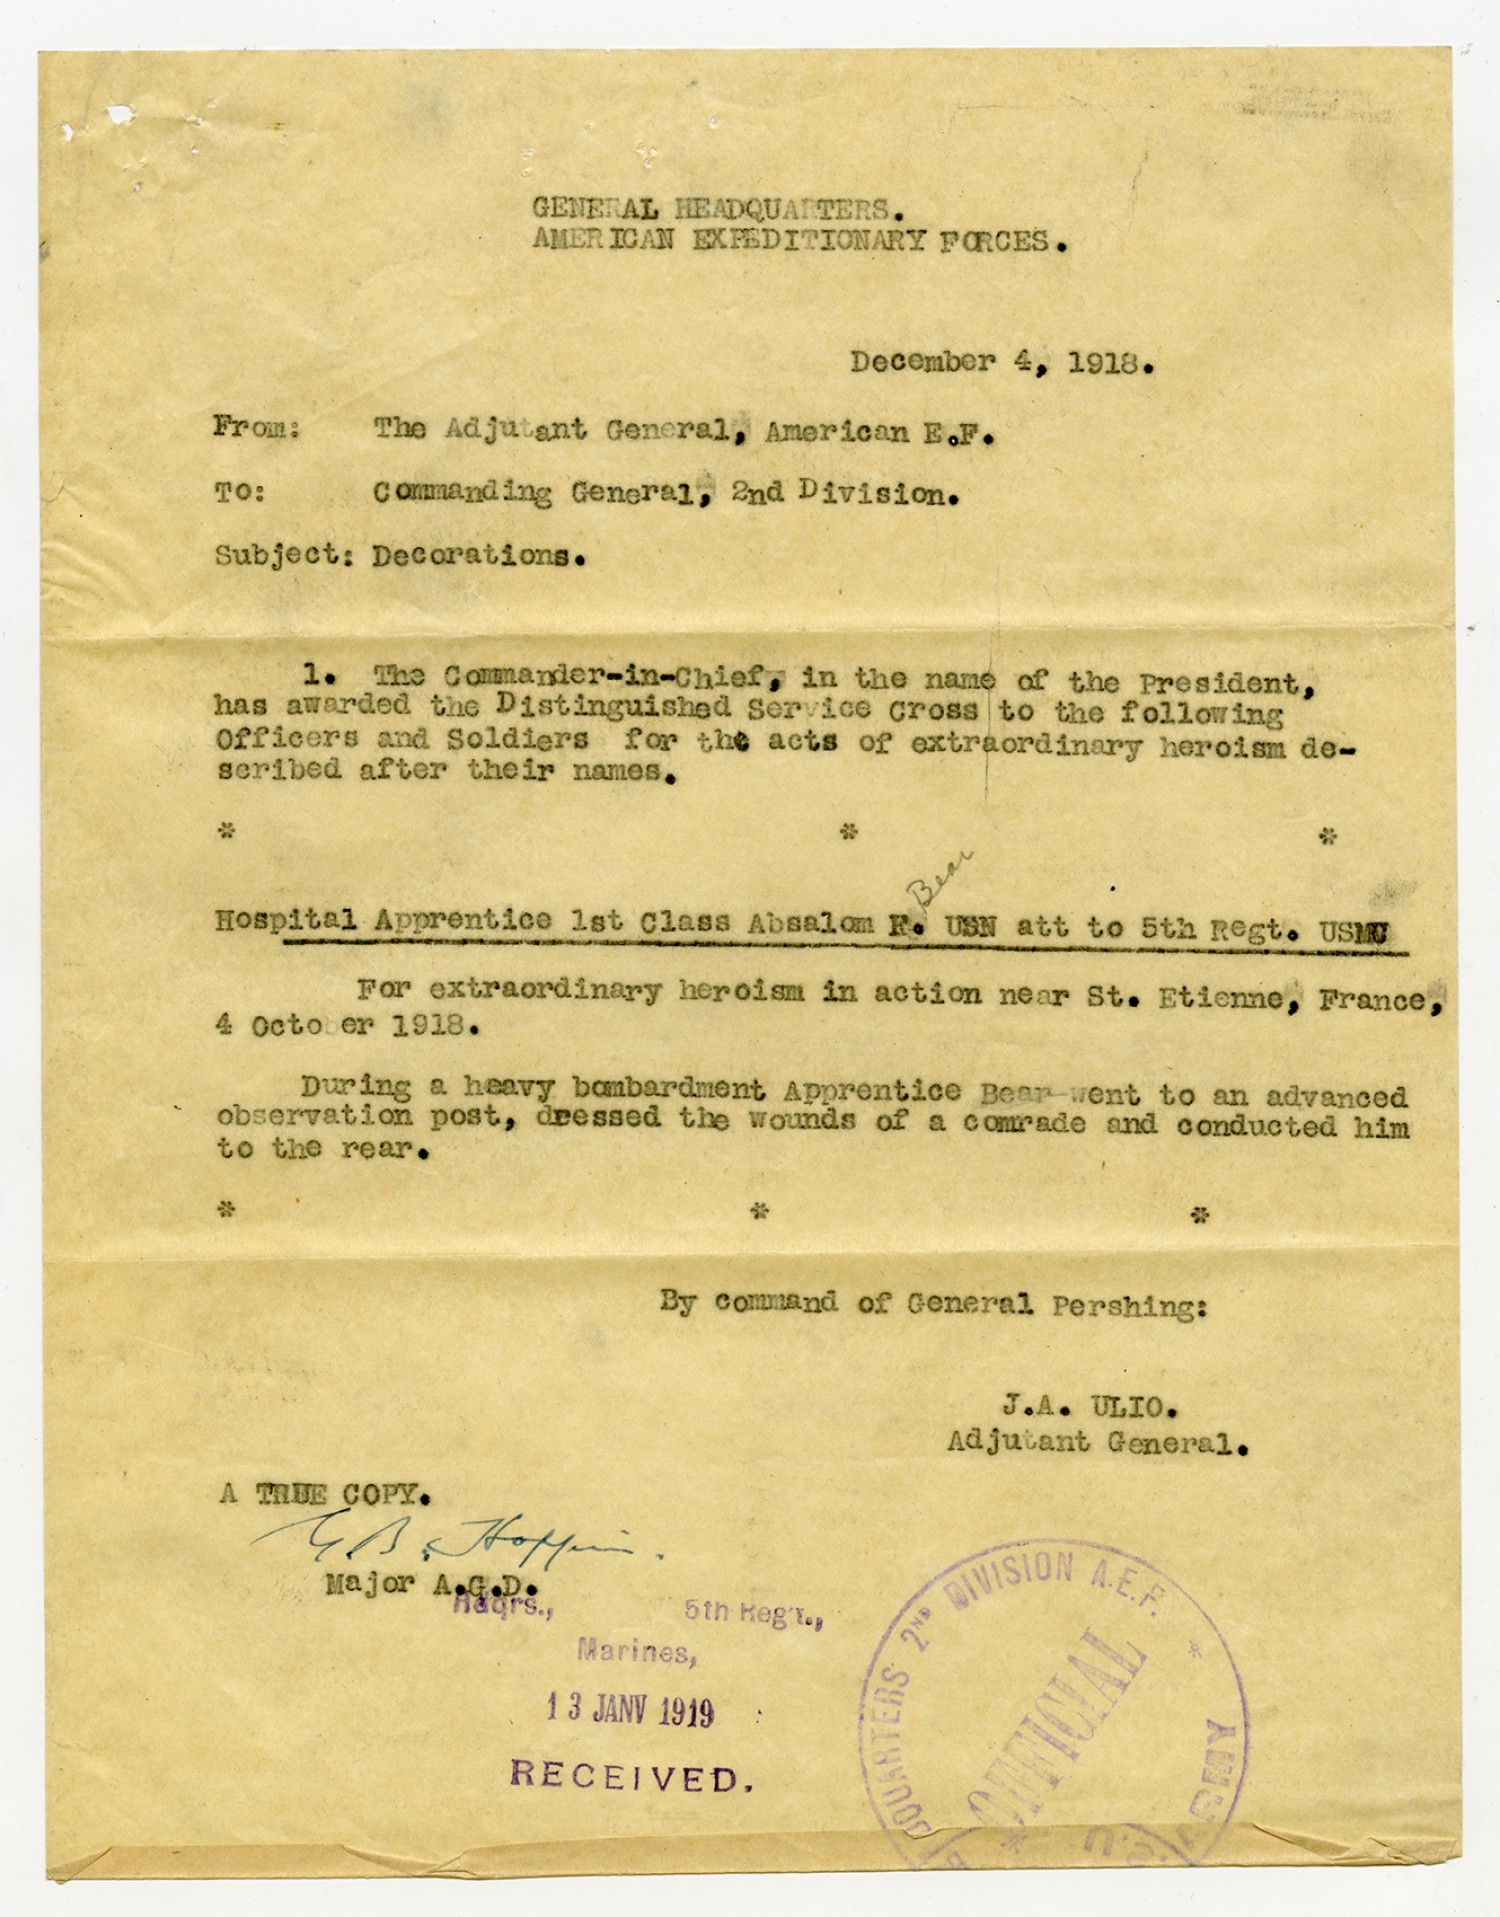 GENERAL HEADQUARTERS.
AMERICAN EXPEDITIONARY FORCES.
December 4, 1918.
From: The Adjutant General, American E.F.
To: Commanding General, 2nd Division.
Subject: Decorations.
1. The Commander-in-Chief, in the name of the President,
has awarded the Distinguished Service Cross to the following
Officers and Soldiers for the acts of extraordinary heroism de-
scribed after their names.
* * *
Bear
Hospital Apprentice 1st Class Absalom F. USN att to 5th Regt. USMC
For extraordinary heroism in action near St. Etienne, France,
4 October 1918.
During a heavy bombardment Apprentice Bear went to an advanced
observation post, dressed the wounds of a comrade and conducted him
to the rear.
* * *
By command of General Pershing:
J.A. ULIO.
Adjutant General.
A TRUE COPY.
Major A.G.D.
Hdqrs., 5th Reg't.,
Marines,
13 JANV 1919
RECEIVED.
QUARTERS 2ND DIVISION A.E.F. * ARMY
* OFFICIAL
U.S.